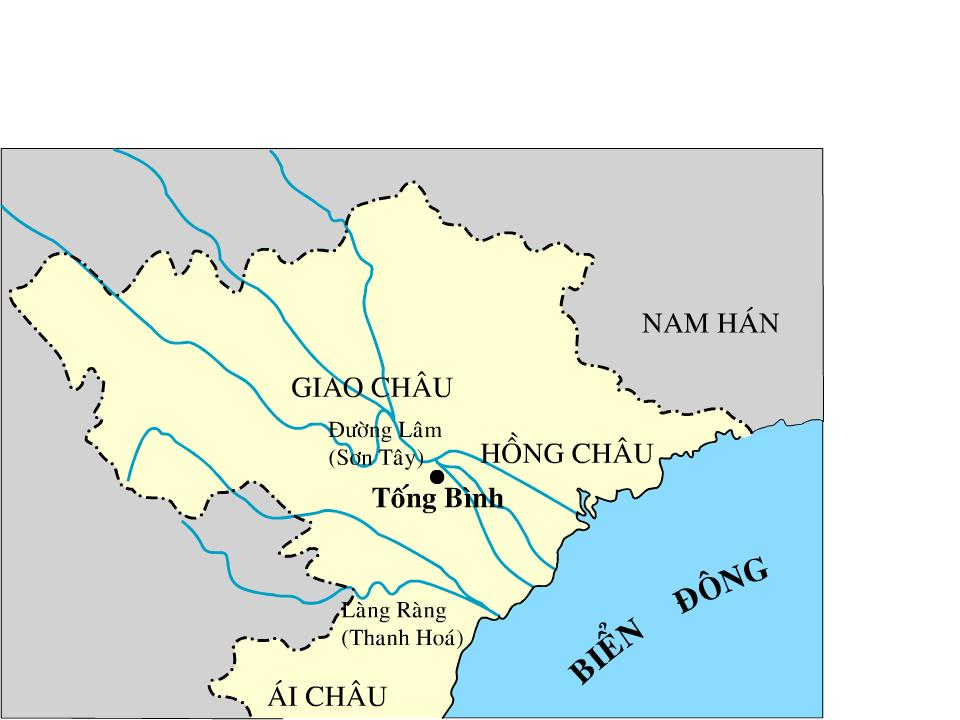 NAM HÁN
GIAO CHÂU
Đường Lâm
(Sơn Tây)
HỒNG CHÂU
Tống Bình
BIỂN ĐÔNG
Làng Ràng
(Thanh Hoá)
ÁI CHÂU